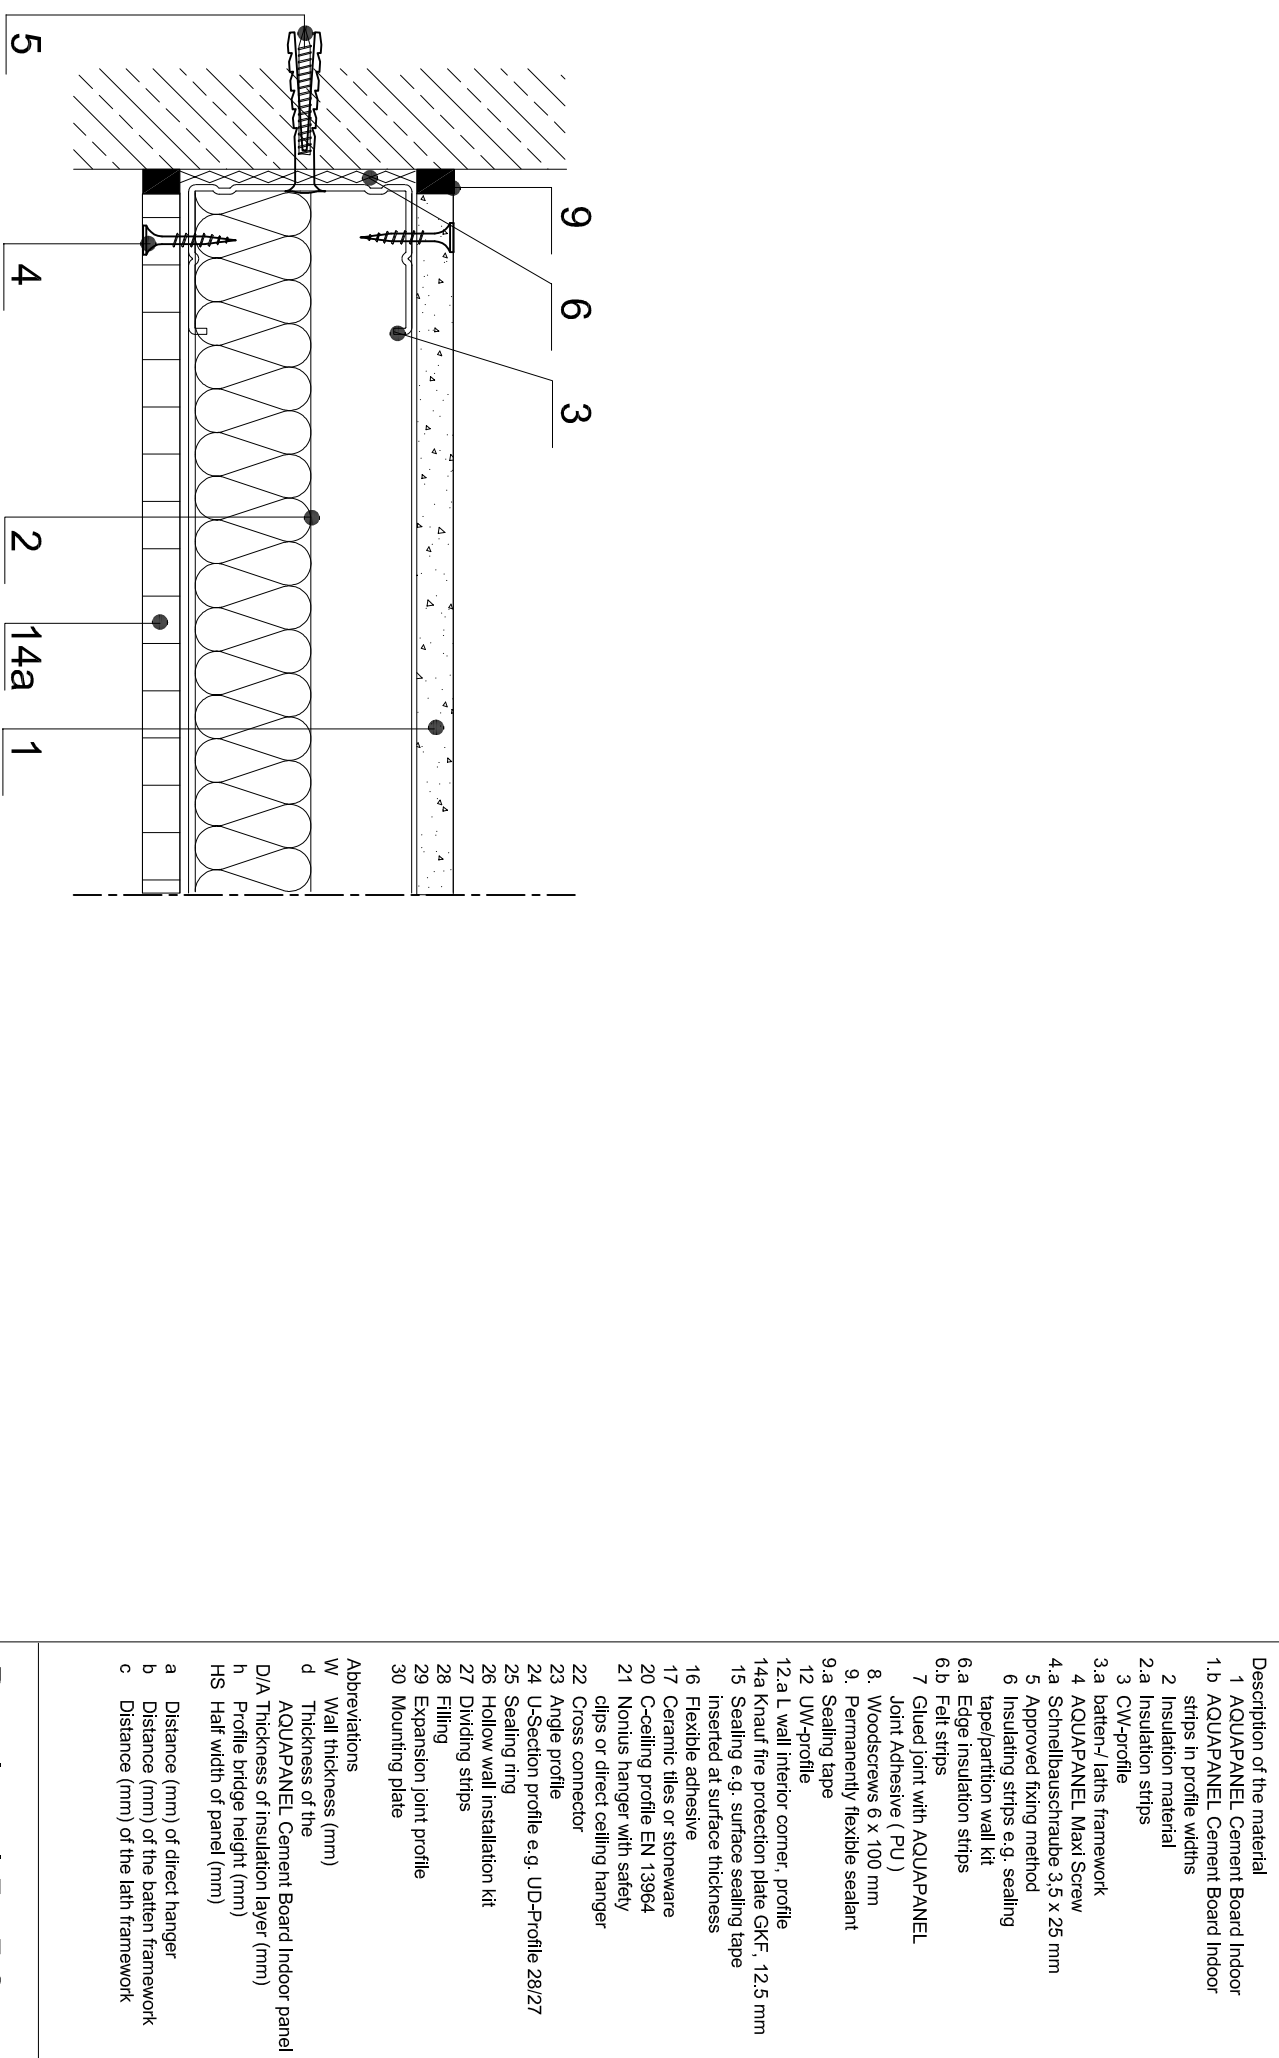 5
4
2
14a
1
9
6
3
Description of the material
1 AQUAPANEL Cement Board Indoor
1.b AQUAPANEL Cement Board Indoor
strips in profile widths
2 Insulation material
2.a Insulation strips
3 CW-profile
3.a batten-/ laths framework
4 AQUAPANEL Maxi Screw
4.a Schnellbauschraube 3,5 x 25 mm
5 Approved fixing method
6 Insulating strips e.g. sealing
tape/partition wall kit
6.a Edge insulation strips
6.b Felt strips
7 Glued joint with AQUAPANEL
Joint Adhesive ( PU )
8. Woodscrews 6 x 100 mm
9. Permanently flexible sealant
9.a Sealing tape
12 UW-profile
12.a L wall interior corner, profile
14.a Knauf fire protection plate GKF, 12.5 mm
15 Sealing e.g. surface sealing tape
inserted at surface thickness
16 Flexible adhesive
17 Ceramic tiles or stoneware
20 C-ceiling profile EN 13964
21 Nonius hanger with safety
clips or direct ceiling hanger
22 Cross connector
23 Angle profile
24 U-Section profile e.g. UD-Profile 28/27
25 Sealing ring
26 Hollow wall installation kit
27 Dividing strips
28 Filling
29 Expansion joint profile
30 Mounting plate
Abbreviations
W Wall thickness (mm)
d Thickness of the
AQUAPANEL Cement Board Indoor panel
D/A Thickness of insulation layer (mm)
h Profile bridge height (mm)
HS Half width of panel (mm)
a Distance (mm) of direct hanger
b Distance (mm) of the batten framework
c Distance (mm) of the lath framework